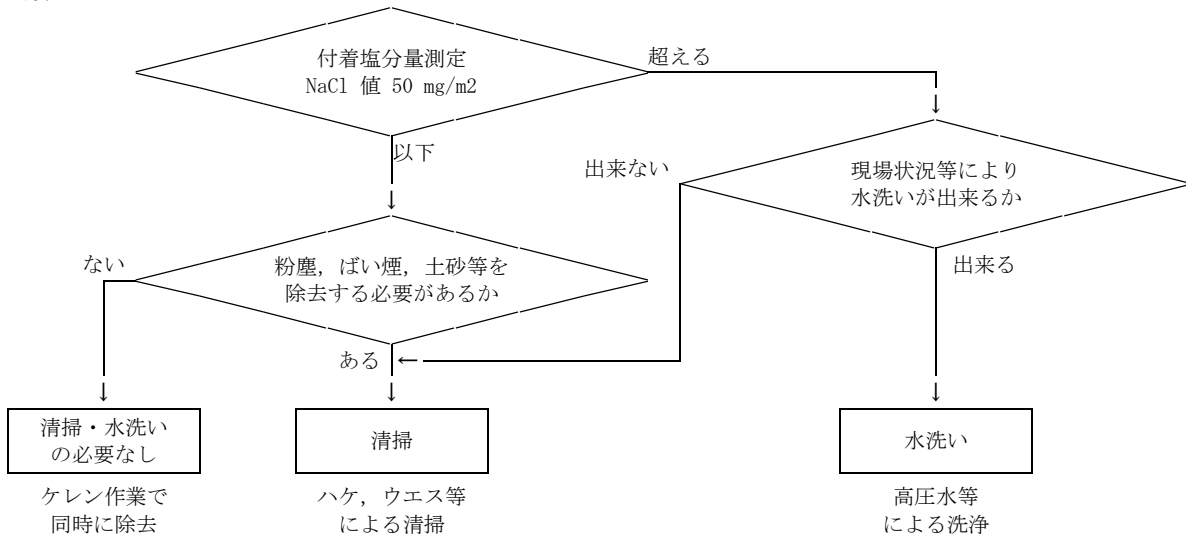 付着塩分量測定
NaCl 値 50 mg/m2
超える
以下
出来ない
現場状況等により
水洗いが出来るか
ない
粉塵，ばい煙，土砂等を
除去する必要があるか
出来る
ある
清掃・水洗い
の必要なし
清掃
水洗い
ケレン作業で
同時に除去
ハケ，ウエス等
による清掃
高圧水等
による洗浄